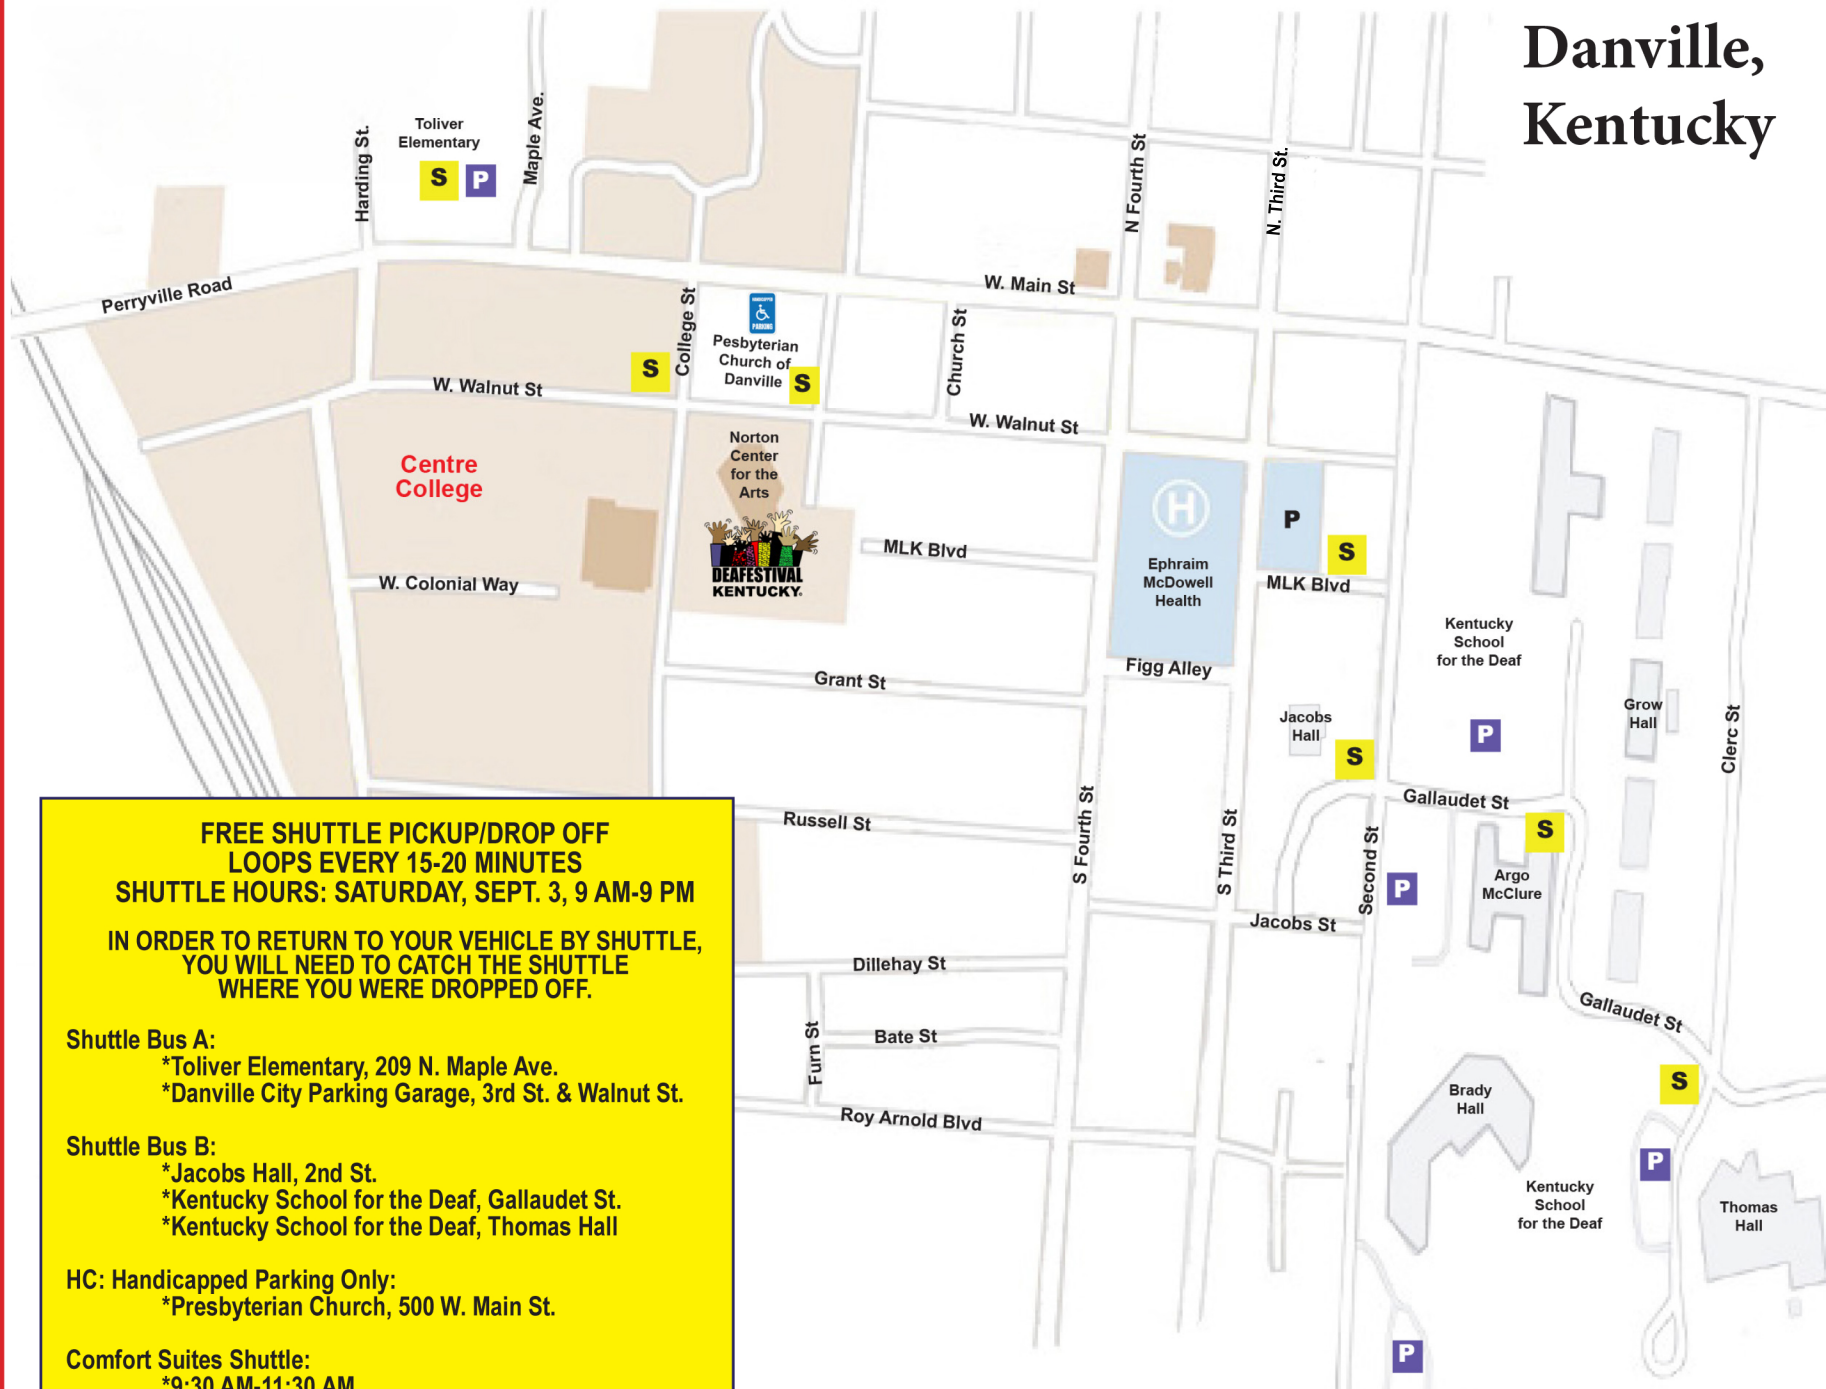 Danville,
Kentucky
Toliver
Elementary
S
P
Harding St.
Maple Ave.
N Fourth St
N. Third St.
Perryville Road
W. Main St
College St
HANDICAPPED
PARKING
Pesbyterian
Church of
Danville
S
S
Church St
W. Walnut St
W. Walnut St
Centre
College
Norton
Center
for the
Arts
DEAFESTIVAL
KENTUCKY
H
Ephraim
McDowell
Health
P
S
MLK Blvd
MLK Blvd
W. Colonial Way
Kentucky
School
for the Deaf
Figg Alley
Grant St
Jacobs
Hall
S
P
Grow
Hall
Clerc St
Gallaudet St
S
Russell St
S Fourth St
S Third St
Second St
P
Argo
McClure
Jacobs St
Dillehay St
Gallaudet St
Furn St
Bate St
S
Brady
Hall
Roy Arnold Blvd
P
Kentucky
School
for the Deaf
Thomas
Hall
P
FREE SHUTTLE PICKUP/DROP OFF
LOOPS EVERY 15-20 MINUTES
SHUTTLE HOURS: SATURDAY, SEPT. 3, 9 AM-9 PM
IN ORDER TO RETURN TO YOUR VEHICLE BY SHUTTLE,
YOU WILL NEED TO CATCH THE SHUTTLE
WHERE YOU WERE DROPPED OFF.
Shuttle Bus A:
*Toliver Elementary, 209 N. Maple Ave.
*Danville City Parking Garage, 3rd St. & Walnut St.
Shuttle Bus B:
*Jacobs Hall, 2nd St.
*Kentucky School for the Deaf, Gallaudet St.
*Kentucky School for the Deaf, Thomas Hall
HC: Handicapped Parking Only:
*Presbyterian Church, 500 W. Main St.
Comfort Suites Shuttle:
*9:30 AM-11:30 AM